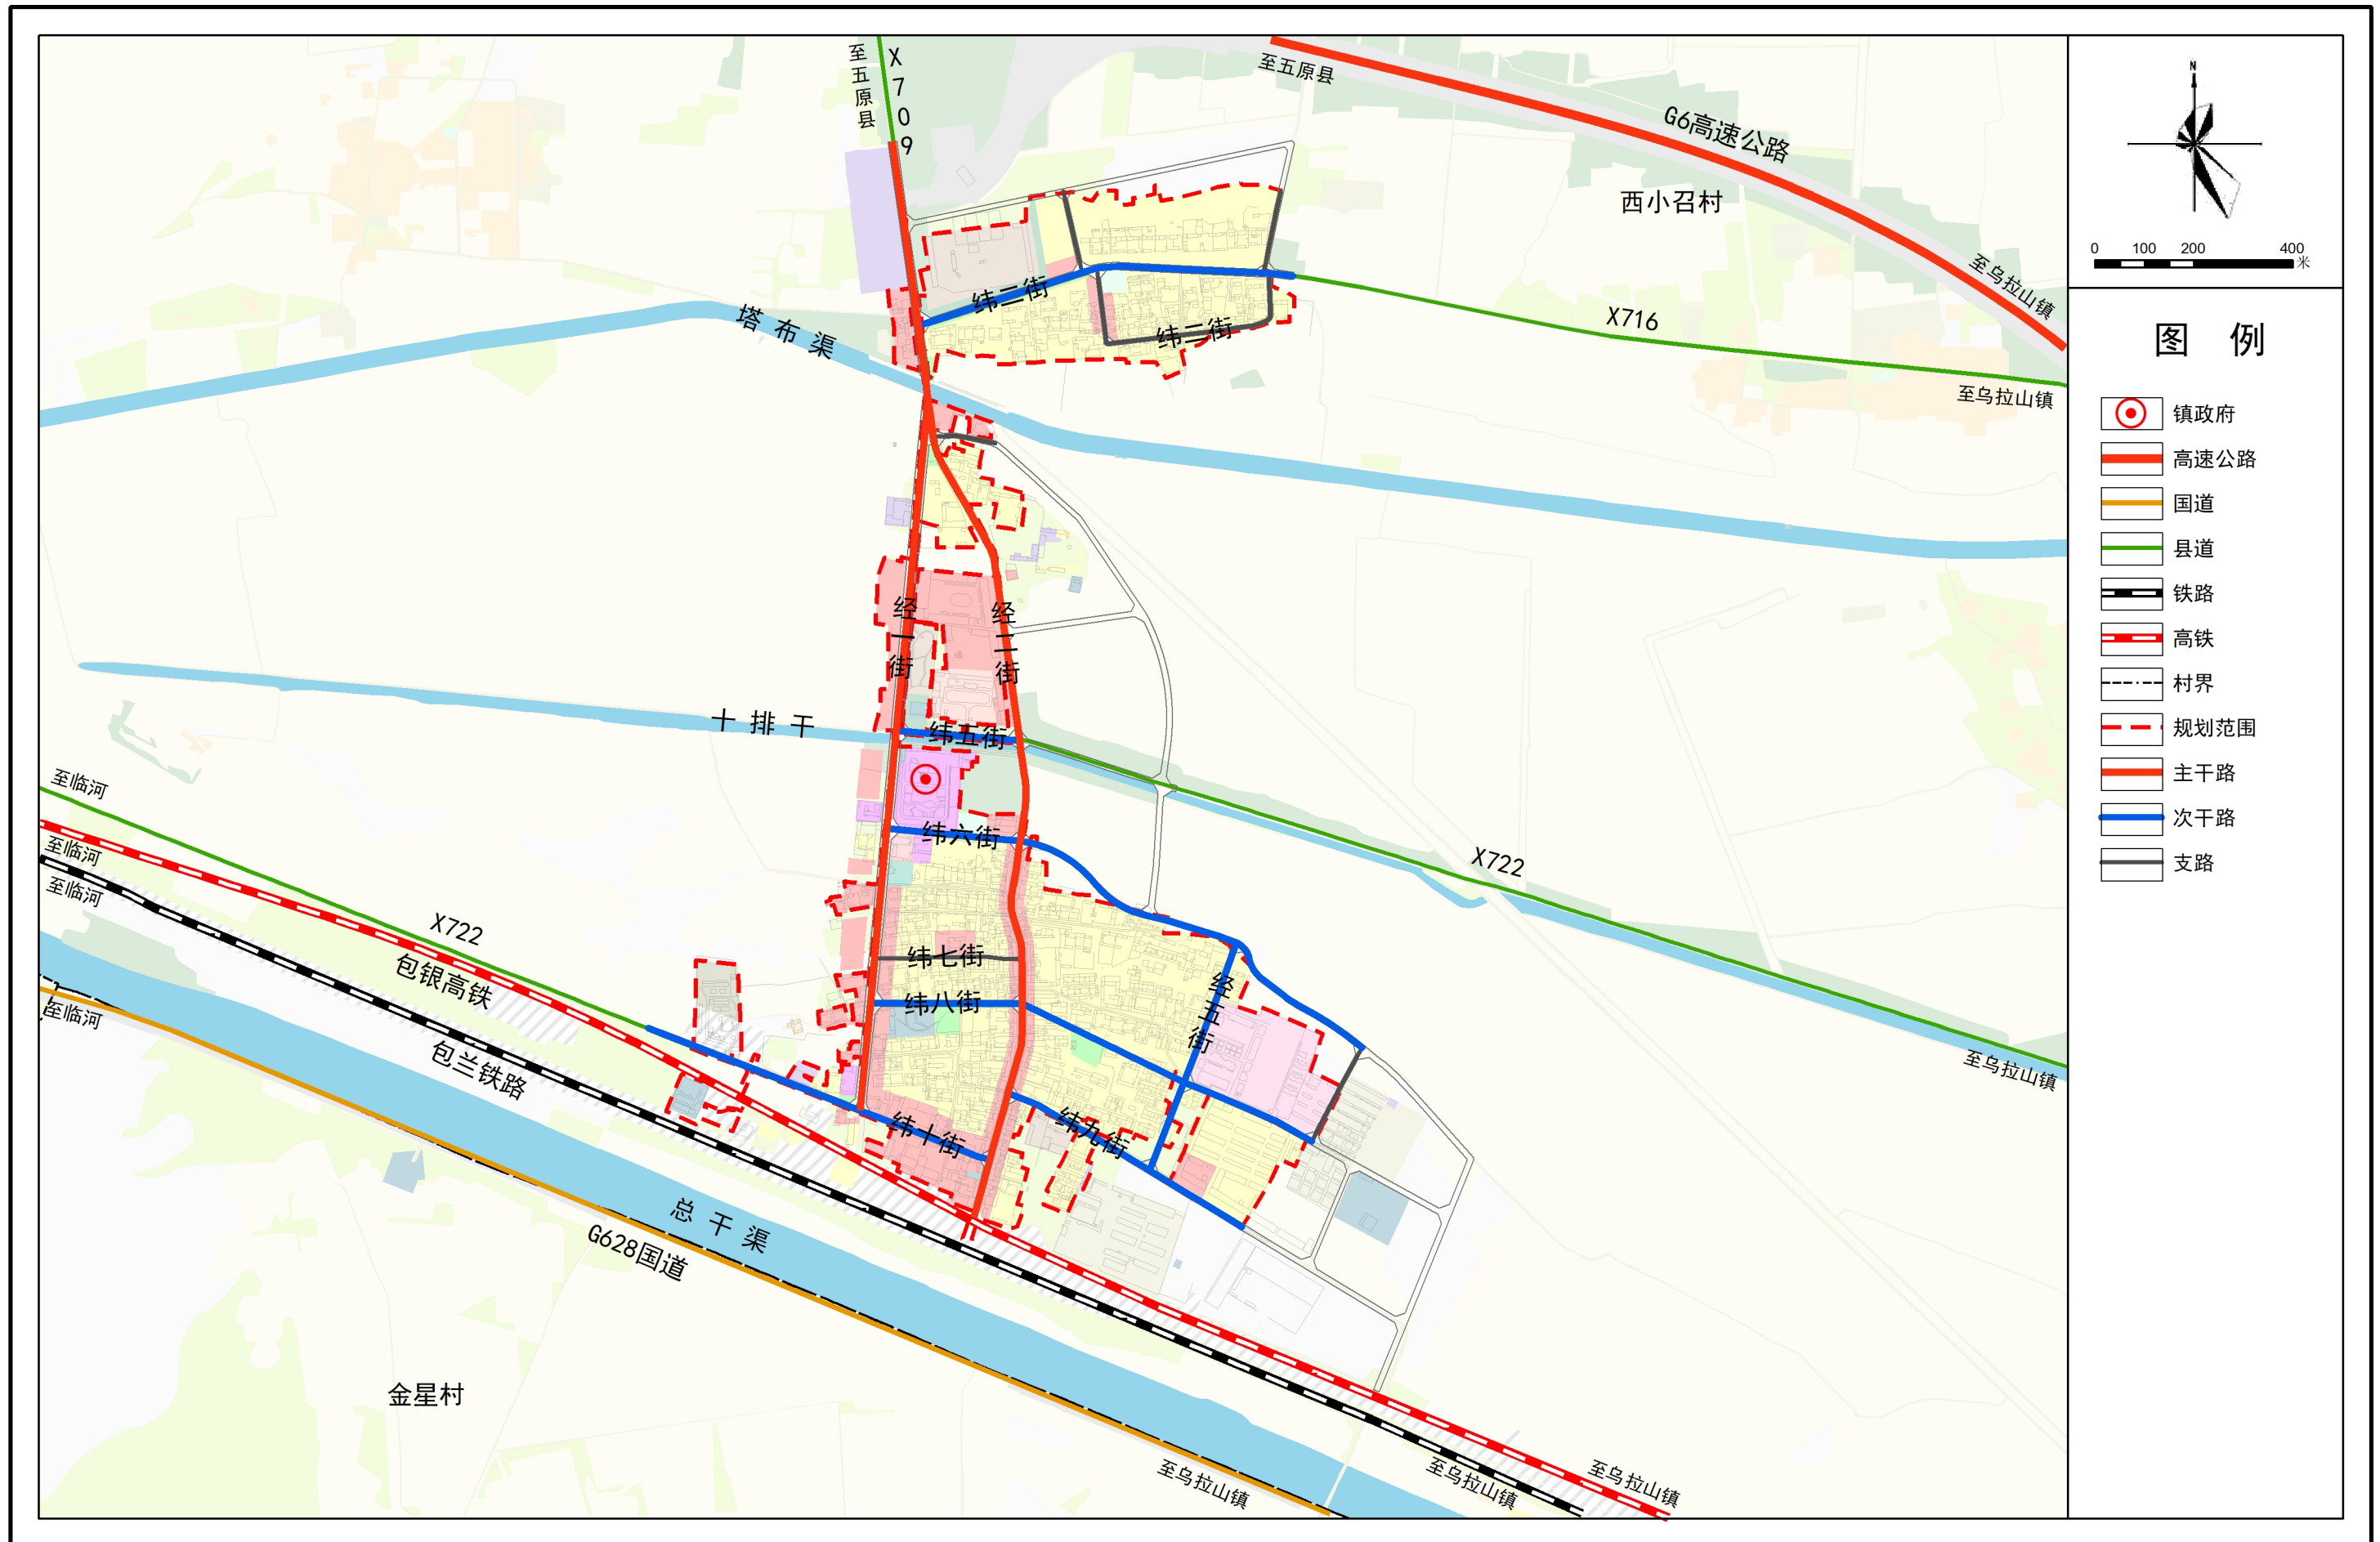 至五原县
X709
至五原县
G6高速公路
西小召村
至乌拉山镇
X716
至乌拉山镇
纬二街
纬二街
塔布渠
经一街
经二街
十排干
纬五街
纬六街
至临河
至临河
至临河
至临河
X722
X722
包银高铁
包兰铁路
纬七街
纬八街
经五街
至乌拉山镇
纬十街
纬九街
总干渠
G628国道
金星村
至乌拉山镇
至乌拉山镇
至乌拉山镇
N
0 100 200 400
米
图 例
镇政府
高速公路
国道
县道
铁路
高铁
村界
规划范围
主干路
次干路
支路